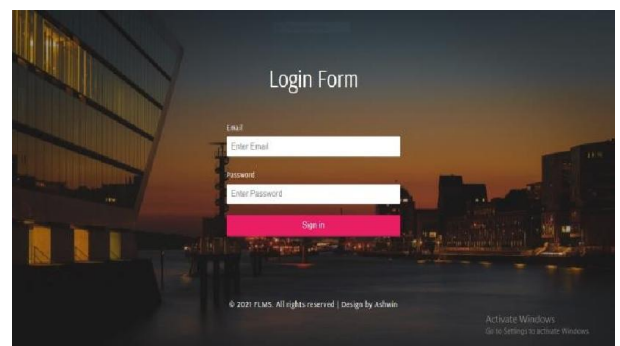 Login Form
Email
Enter Email
Password
Enter Password
Sign in
© 2021 FLMS. All rights reserved | Design by Ashwin
Activate Windows
Go to Settings to activate Windows